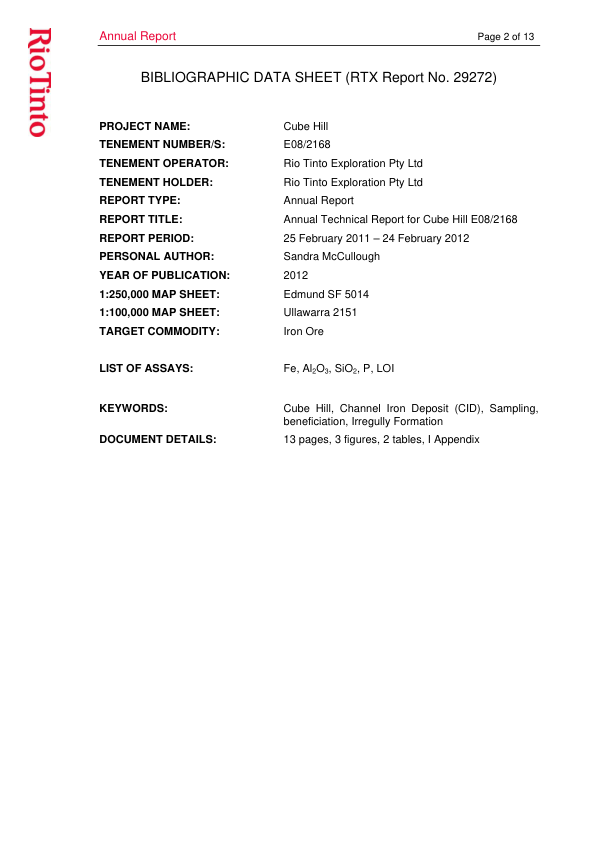 RioTinto
Annual Report Page 2 of 13
BIBLIOGRAPHIC DATA SHEET (RTX Report No. 29272)
PROJECT NAME: Cube Hill
TENEMENT NUMBER/S: E08/2168
TENEMENT OPERATOR: Rio Tinto Exploration Pty Ltd
TENEMENT HOLDER: Rio Tinto Exploration Pty Ltd
REPORT TYPE: Annual Report
REPORT TITLE: Annual Technical Report for Cube Hill E08/2168
REPORT PERIOD: 25 February 2011 – 24 February 2012
PERSONAL AUTHOR: Sandra McCullough
YEAR OF PUBLICATION: 2012
1:250,000 MAP SHEET: Edmund SF 5014
1:100,000 MAP SHEET: Ullawarra 2151
TARGET COMMODITY: Iron Ore
LIST OF ASSAYS: Fe, Al₂O₃, SiO₂, P, LOI
KEYWORDS: Cube Hill, Channel Iron Deposit (CID), Sampling,
beneficiation, Irregully Formation
DOCUMENT DETAILS: 13 pages, 3 figures, 2 tables, I Appendix